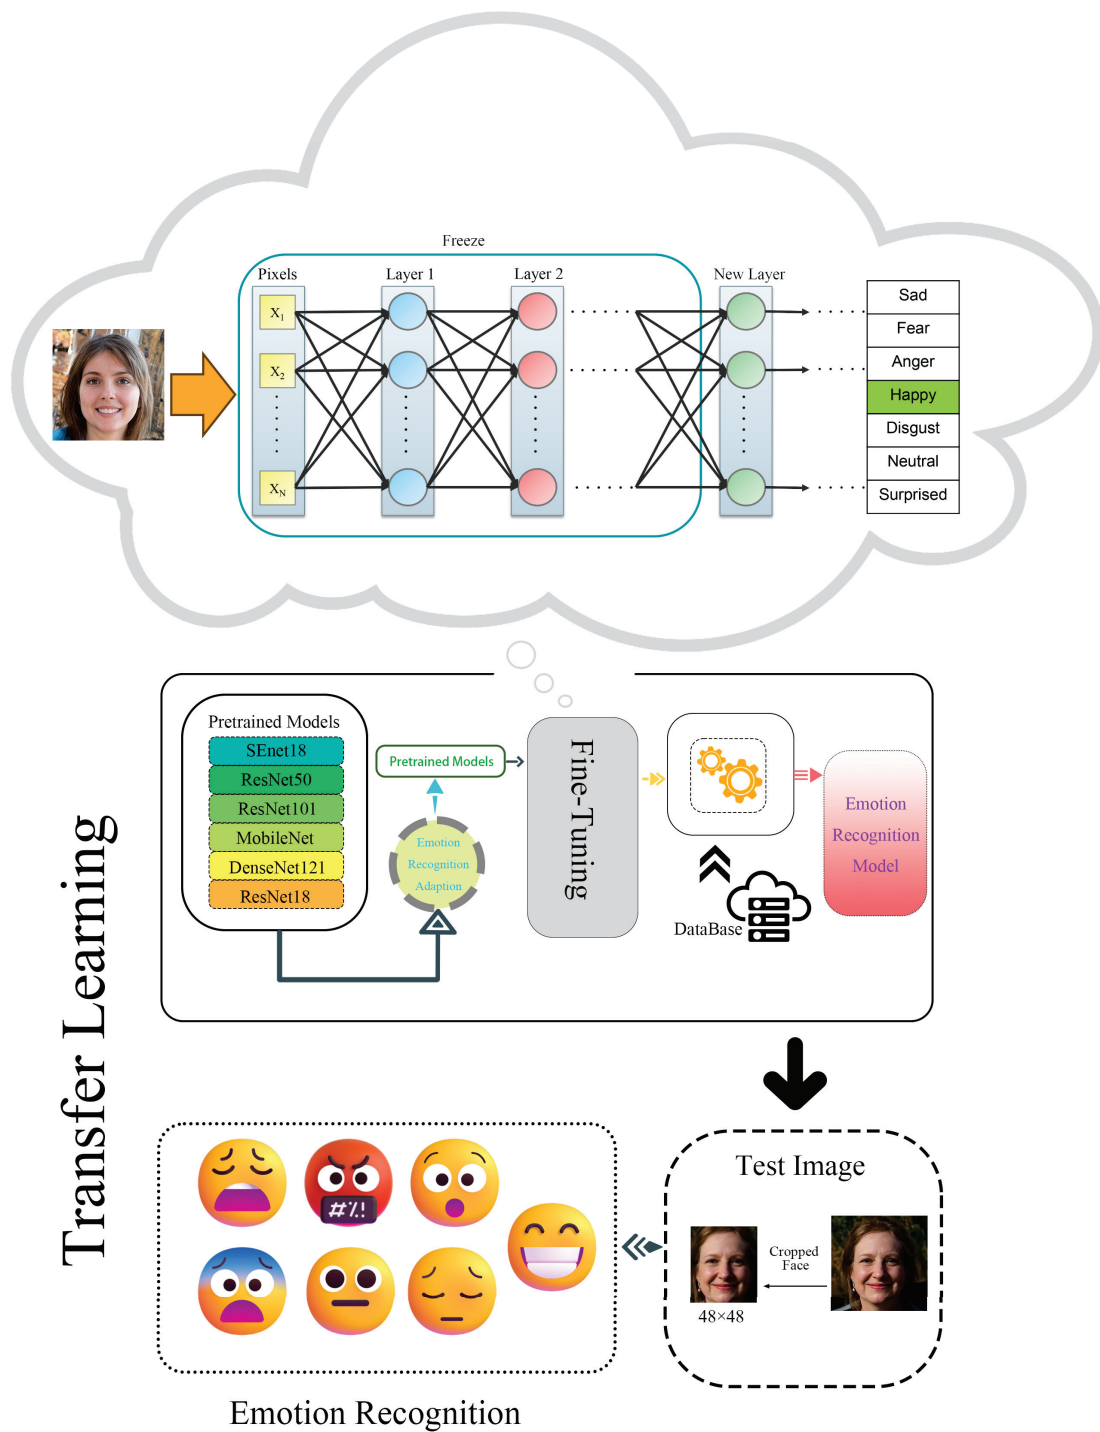 Freeze
Pixels
Layer 1
Layer 2
New Layer
X1
X2
XN
Sad
Fear
Anger
Happy
Disgust
Neutral
Surprised
Transfer Learning
Pretrained Models
SEnet18
ResNet50
ResNet101
MobileNet
DenseNet121
ResNet18
Pretrained Models
Emotion
Recognition
Adaption
Fine-Tuning
DataBase
Emotion
Recognition
Model
Test Image
Cropped
Face
48×48
#%!
Emotion Recognition